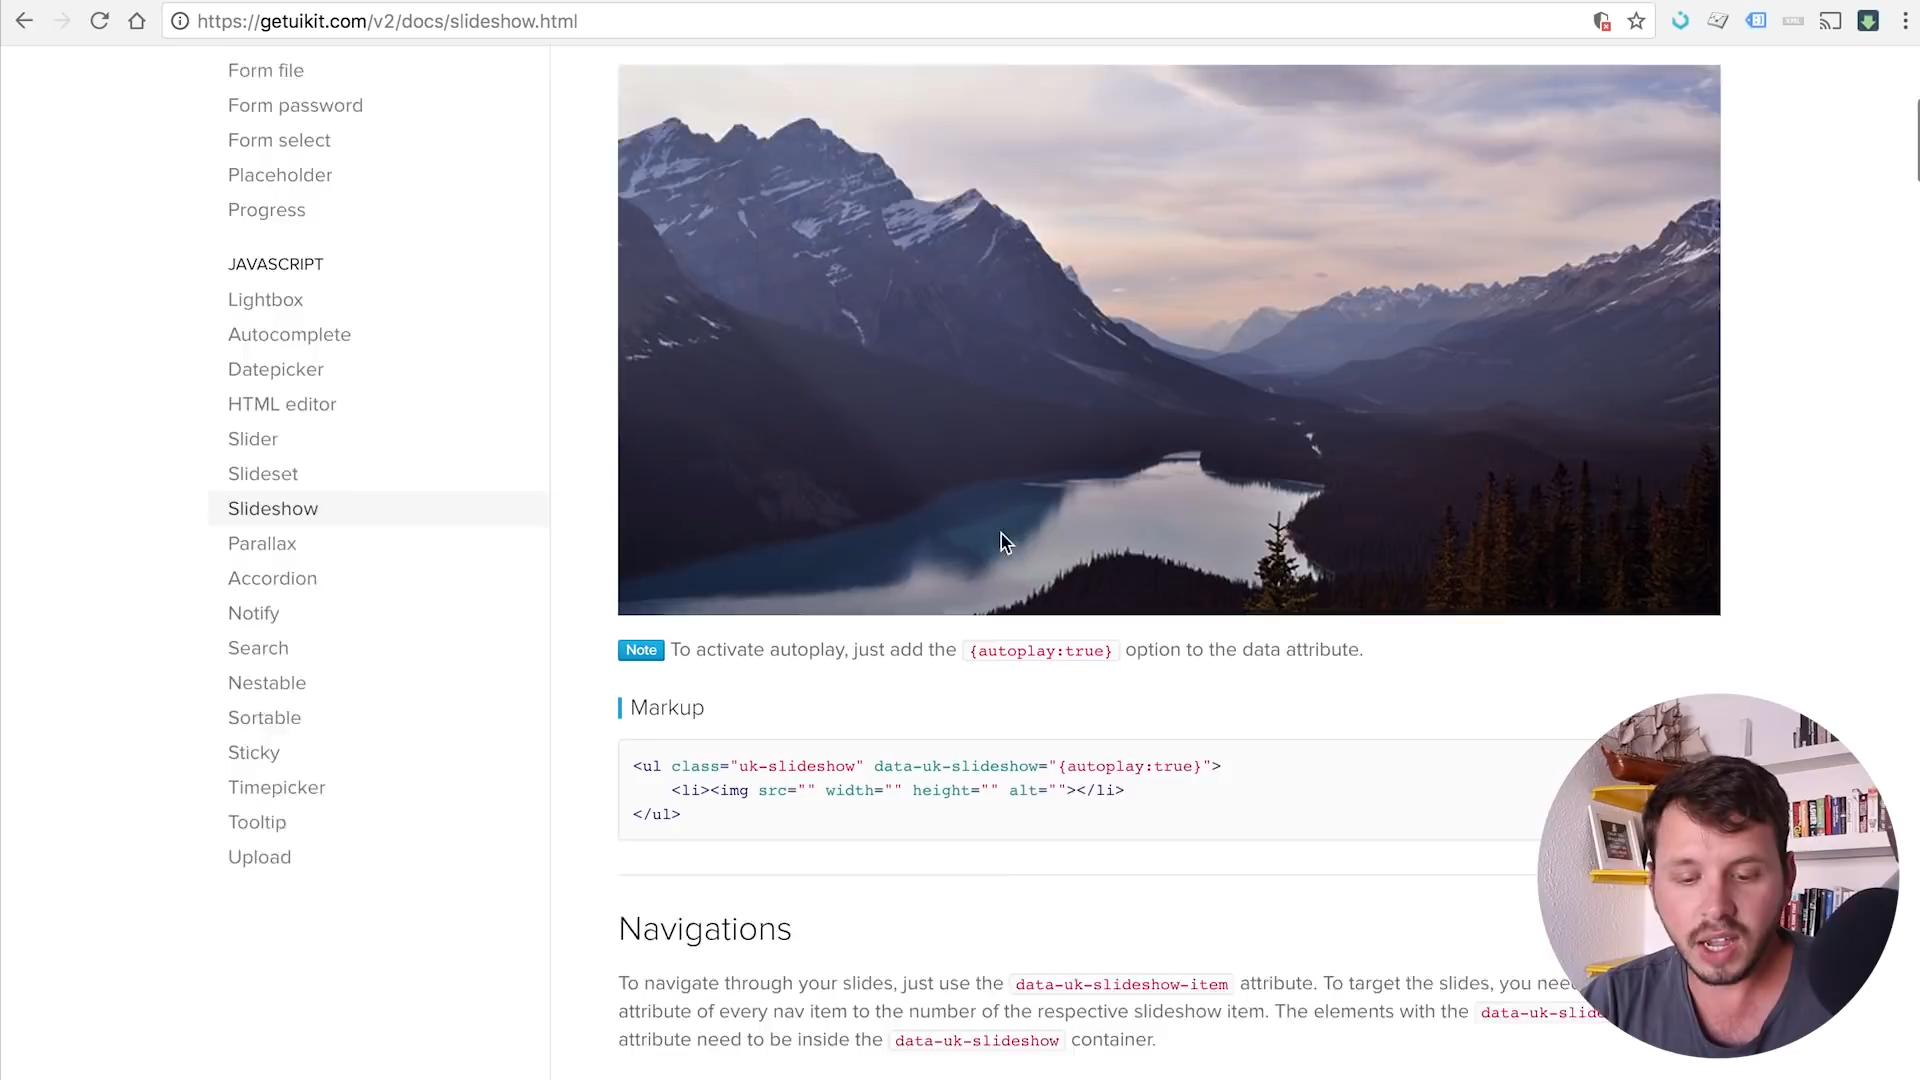 https://getuikit.com/v2/docs/slideshow.html
Form file
Form password
Form select
Placeholder
Progress
JAVASCRIPT
Lightbox
Autocomplete
Datepicker
HTML editor
Slider
Slideset
Slideshow
Parallax
Accordion
Notify
Search
Nestable
Sortable
Sticky
Timepicker
Tooltip
Upload
Note To activate autoplay, just add the {autoplay:true} option to the data attribute.
Markup
<ul class="uk-slideshow" data-uk-slideshow="{autoplay:true}">
<li><img src="" width="" height="" alt=""></li>
</ul>
Navigations
To navigate through your slides, just use the data-uk-slideshow-item attribute. To target the slides, you
attribute of every nav item to the number of the respective slideshow item. The elements with the
attribute need to be inside the data-uk-slideshow container.